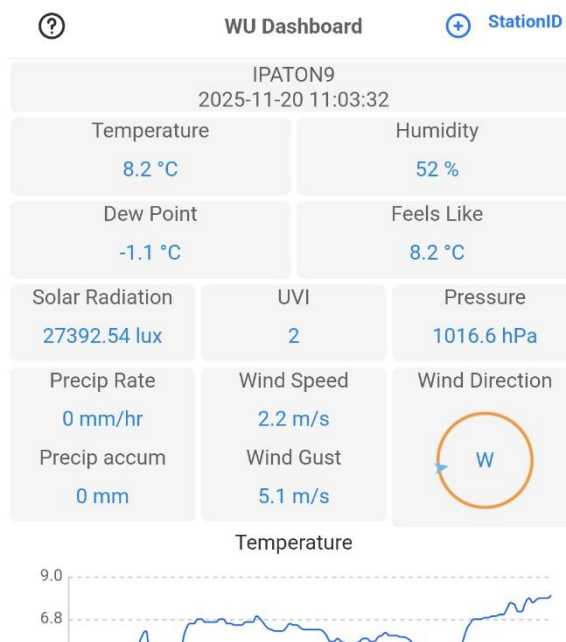 WU Dashboard
StationID
IPATON9
2025-11-20 11:03:32
Temperature
8.2 °C
Humidity
52 %
Dew Point
-1.1 °C
Feels Like
8.2 °C
Solar Radiation
27392.54 lux
UVI
2
Pressure
1016.6 hPa
Precip Rate
0 mm/hr
Precip accum
0 mm
Wind Speed
2.2 m/s
Wind Gust
5.1 m/s
Wind Direction
W
Temperature
9.0
6.8